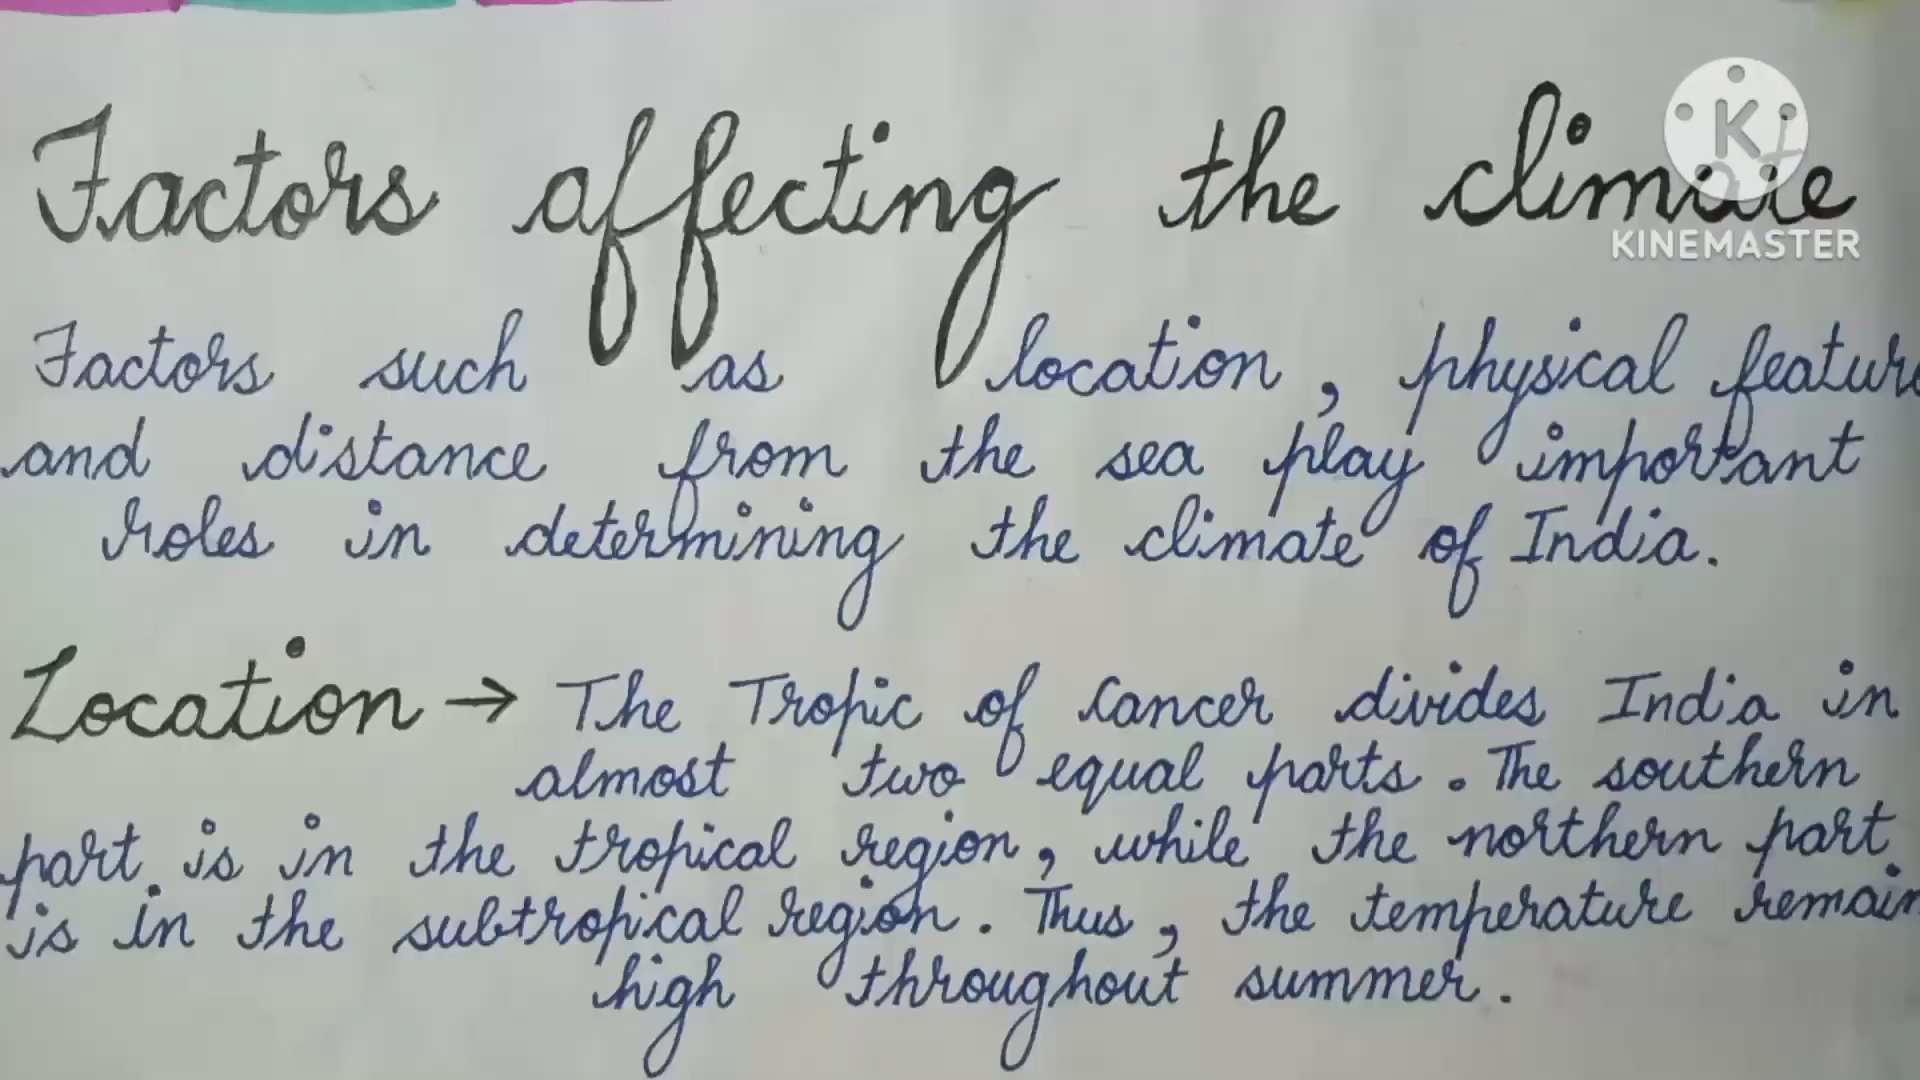 Factors affecting the climate
K
KINEMASTER
Factors such as location, physical featur
and distance from the sea play important
roles in determining the climate of India.
Location → The Tropic of Cancer divides India in
almost two equal parts. The southern
part is in the tropical region, while the northern part
is in the subtropical region. Thus, the temperature remain
high throughout summer.